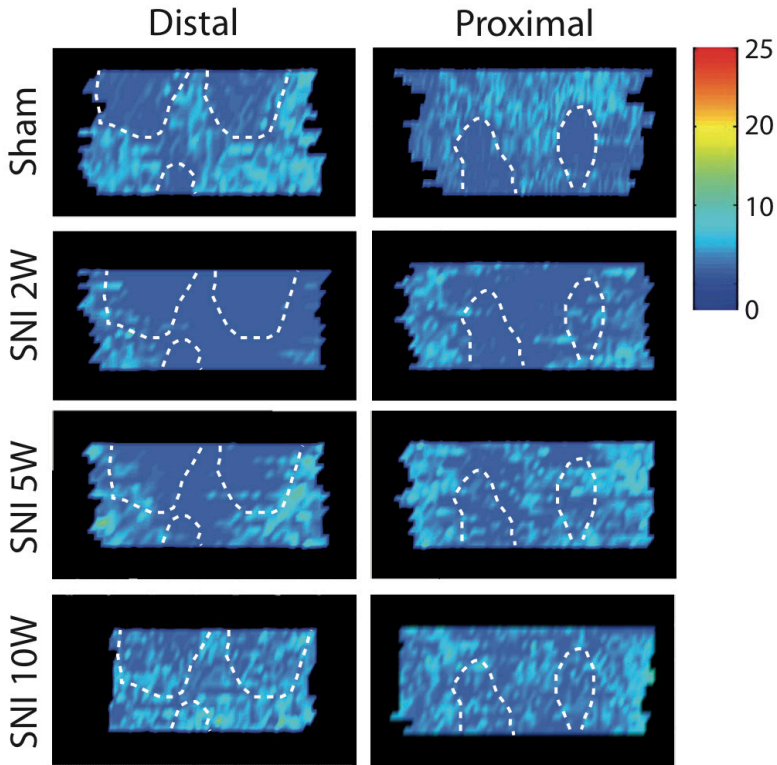 Distal Proximal
Sham
25
20
10
0
SNI 2W
SNI 5W
SNI 10W